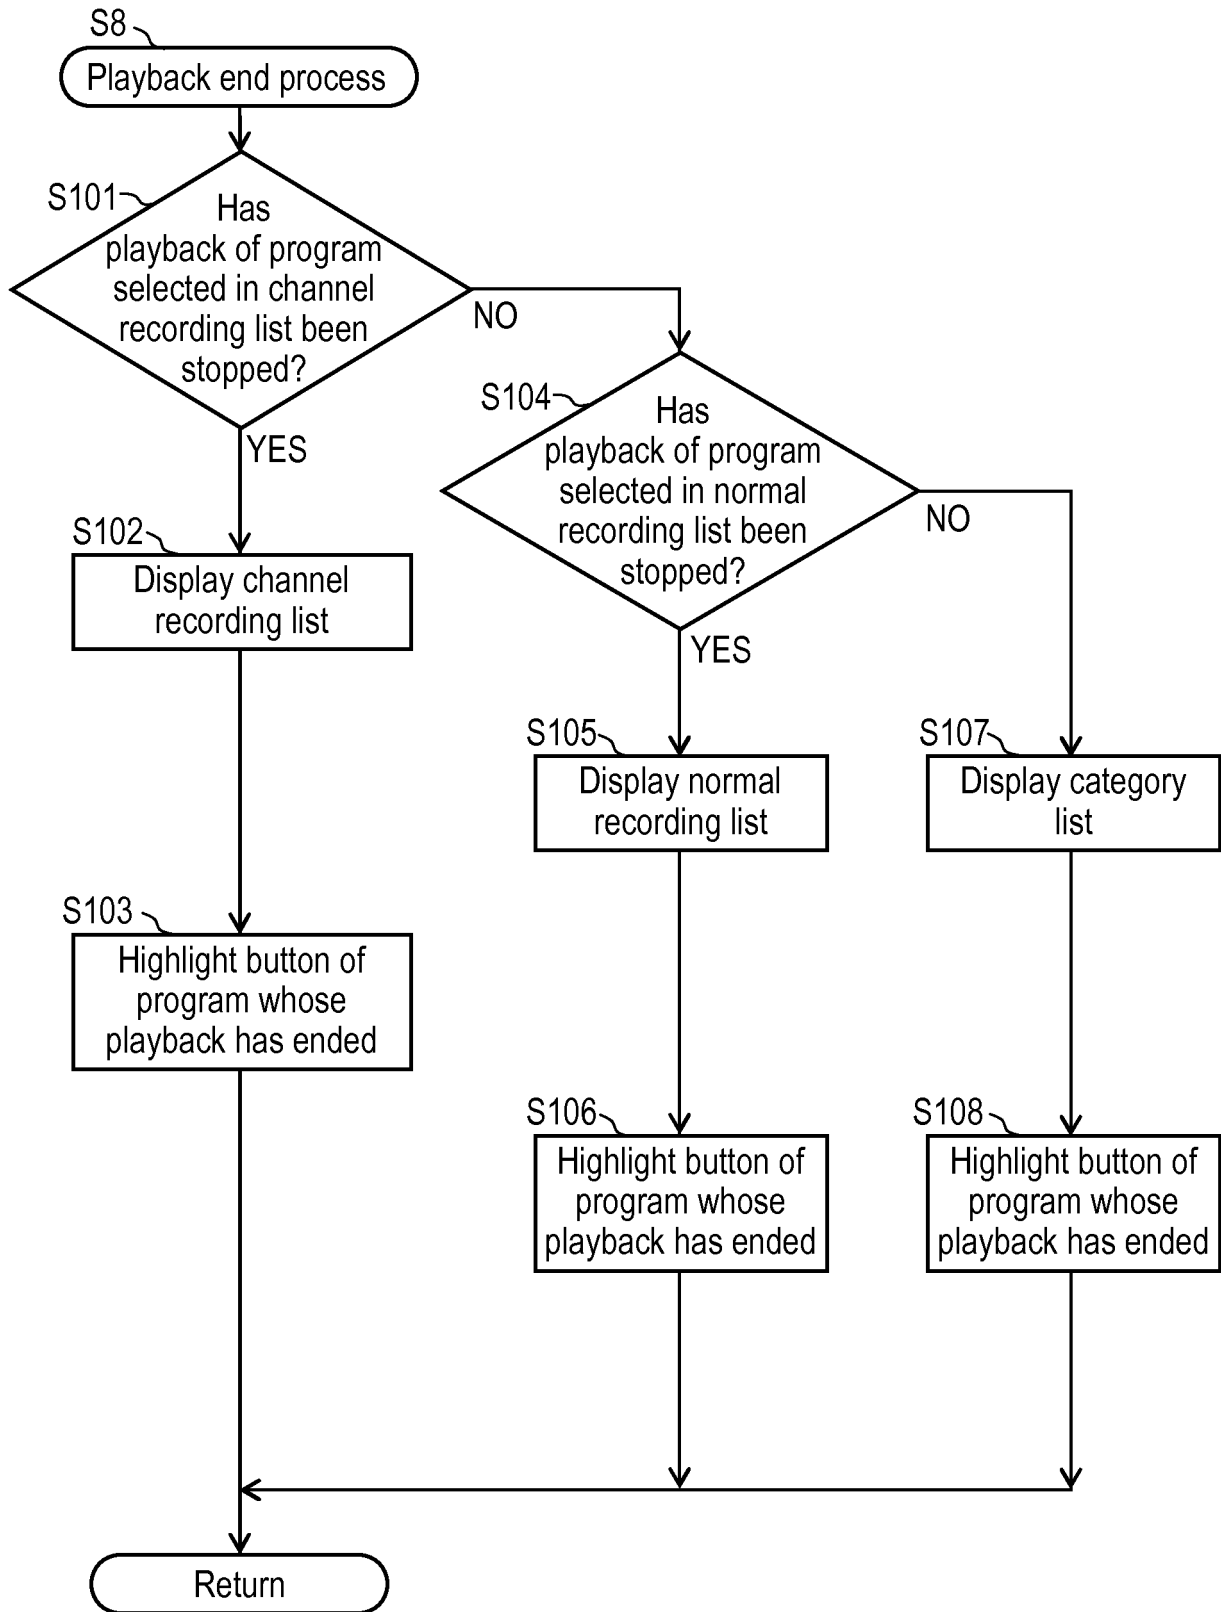 S8
Playback end process
S101
Has
playback of program
selected in channel
recording list been
stopped?
NO
YES
S104
Has
playback of program
selected in normal
recording list been
stopped?
NO
YES
S102
Display channel
recording list
S105
Display normal
recording list
S107
Display category
list
S103
Highlight button of
program whose
playback has ended
S106
Highlight button of
program whose
playback has ended
S108
Highlight button of
program whose
playback has ended
Return